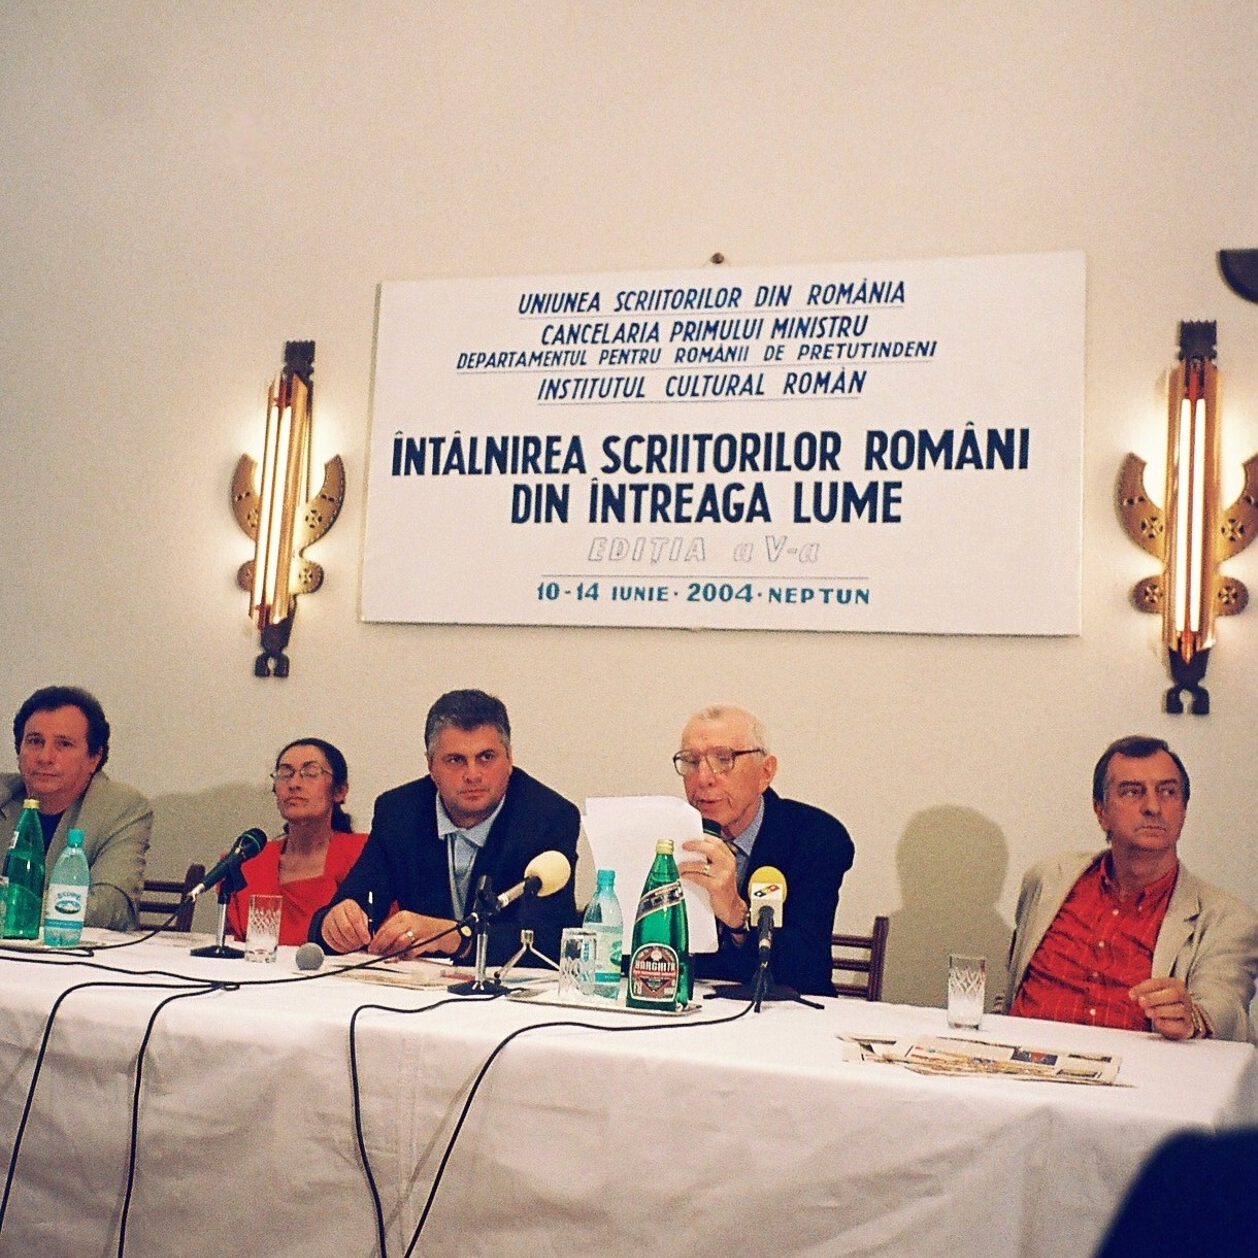 UNIUNEA SCRIITORILOR DIN ROMÂNIA
CANCELARIA PRIMULUI MINISTRU
DEPARTAMENTUL PENTRU ROMÂNII DE PRETUTINDENI
INSTITUTUL CULTURAL ROMÂN
ÎNTÂLNIREA SCRIITORILOR ROMÂNI
DIN ÎNTREAGA LUME
EDIȚIA a V-a
10-14 IUNIE · 2004 · NEPTUN
HARGHITA